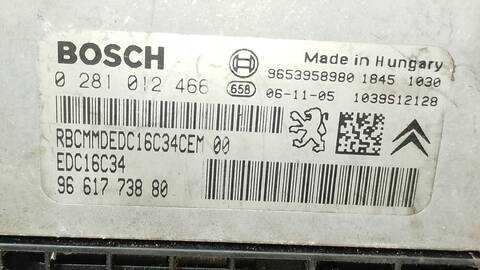 BOSCH
Made in Hungary
0 281 012 466
658
9653958980 1845 1030
06-11-05 1039S12128
RBCMMDEDC16C34CEM 00
EDC16C34
96 617 738 80